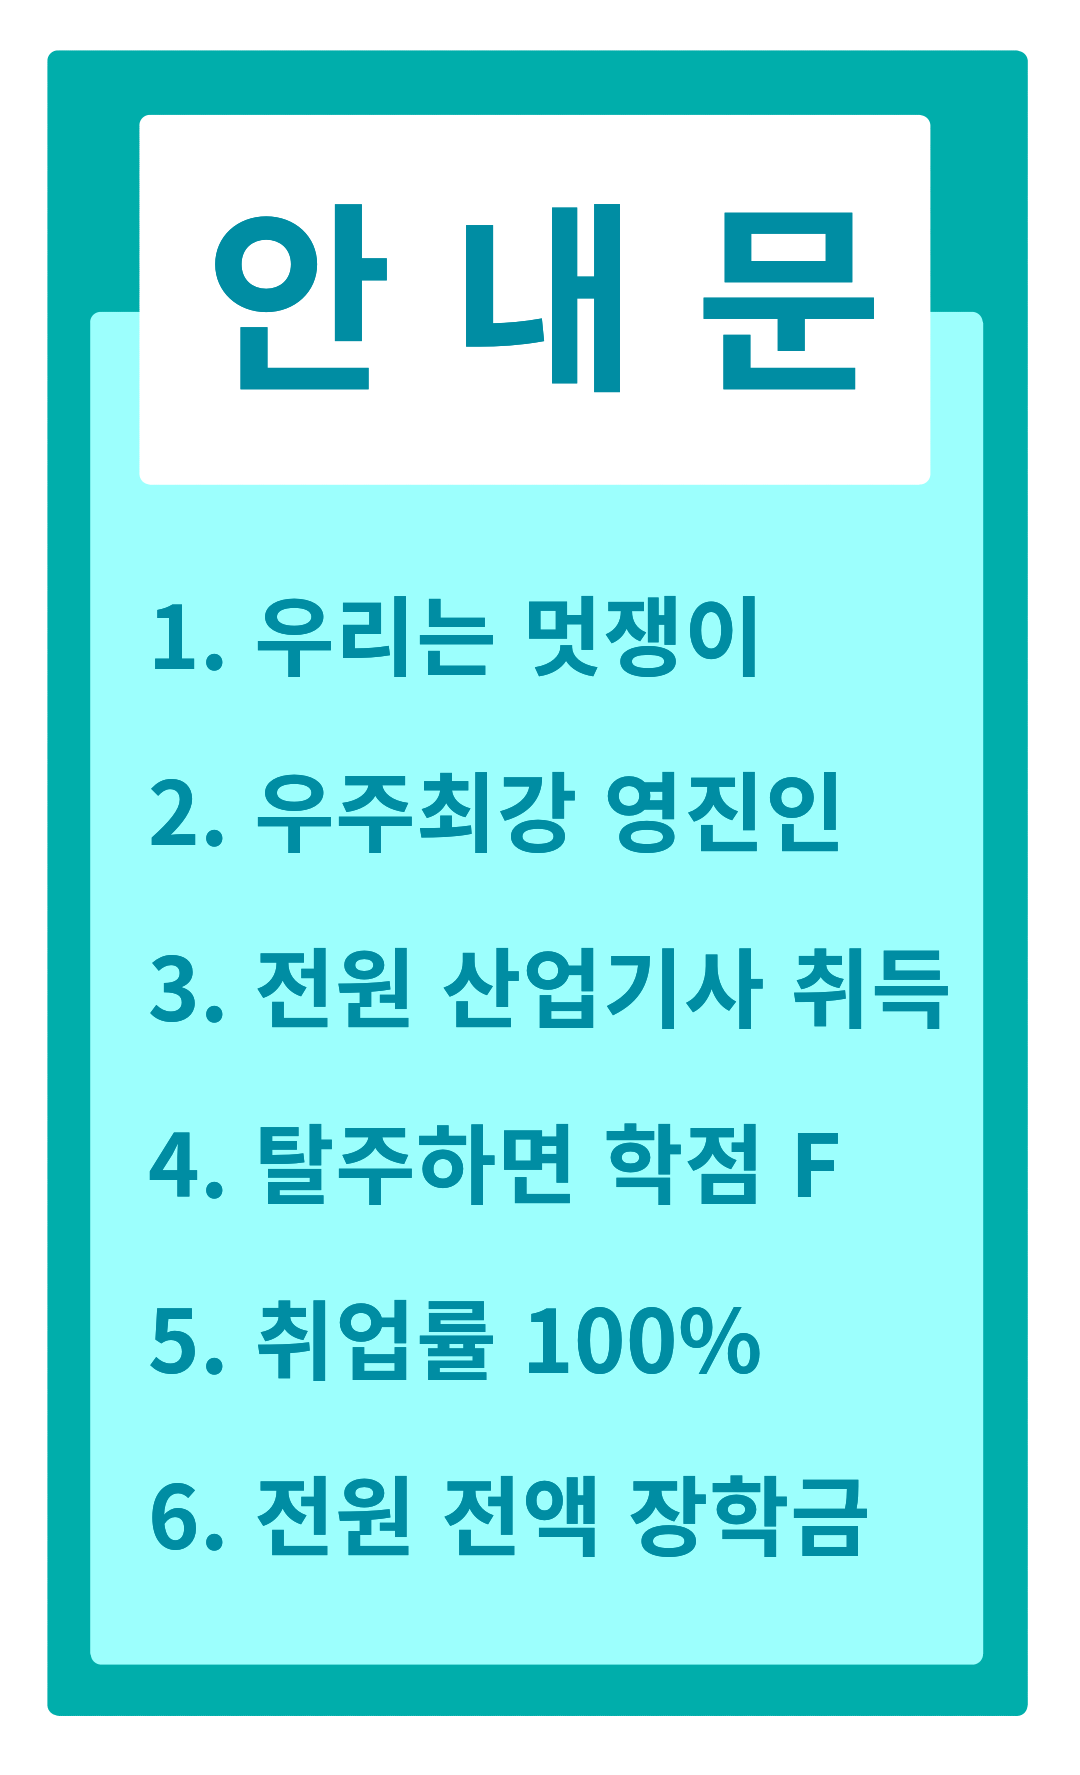 안 내 문
1. 우리는 멋쟁이
2. 우주최강 영진인
3. 전원 산업기사 취득
4. 탈주하면 학점 F
5. 취업률 100%
6. 전원 전액 장학금